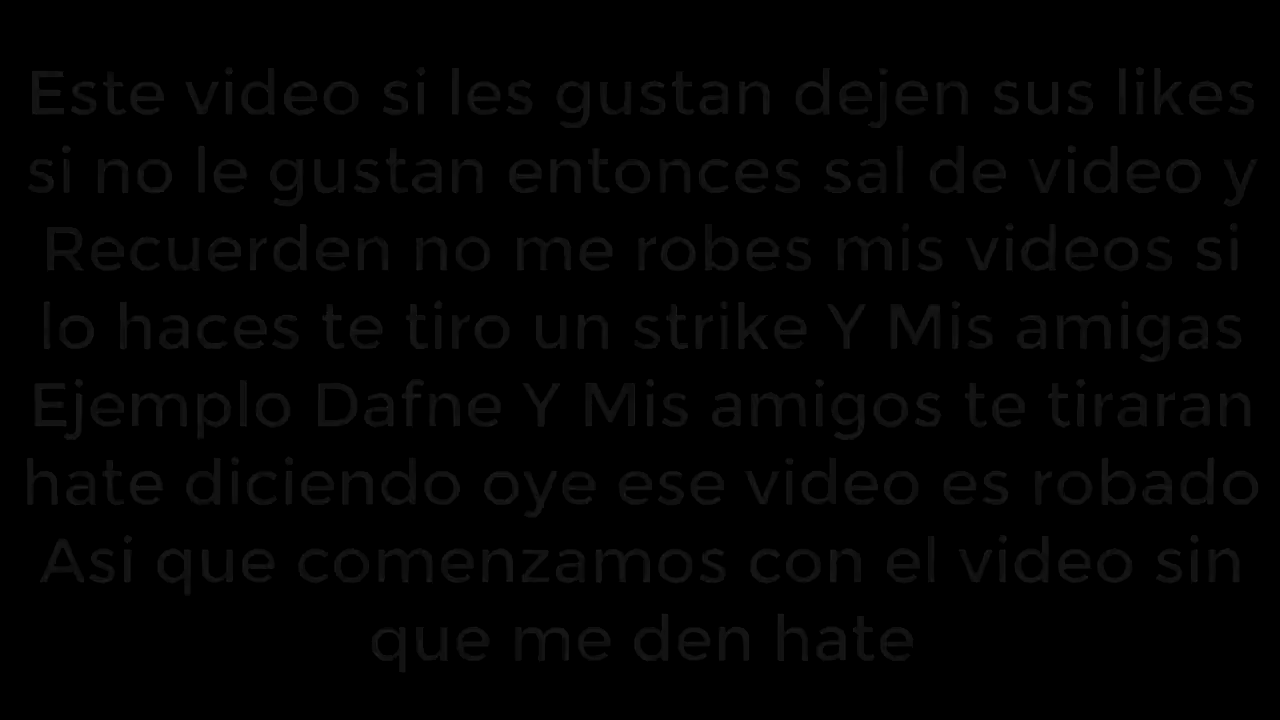 Este video si les gustan dejen sus likes
si no le gustan entonces sal de video y
Recuerden no me robes mis videos si
lo haces te tiro un strike Y Mis amigas
Ejemplo Dafne Y Mis amigos te tiraran
hate diciendo oye ese video es robado
Asi que comenzamos con el video sin
que me den hate